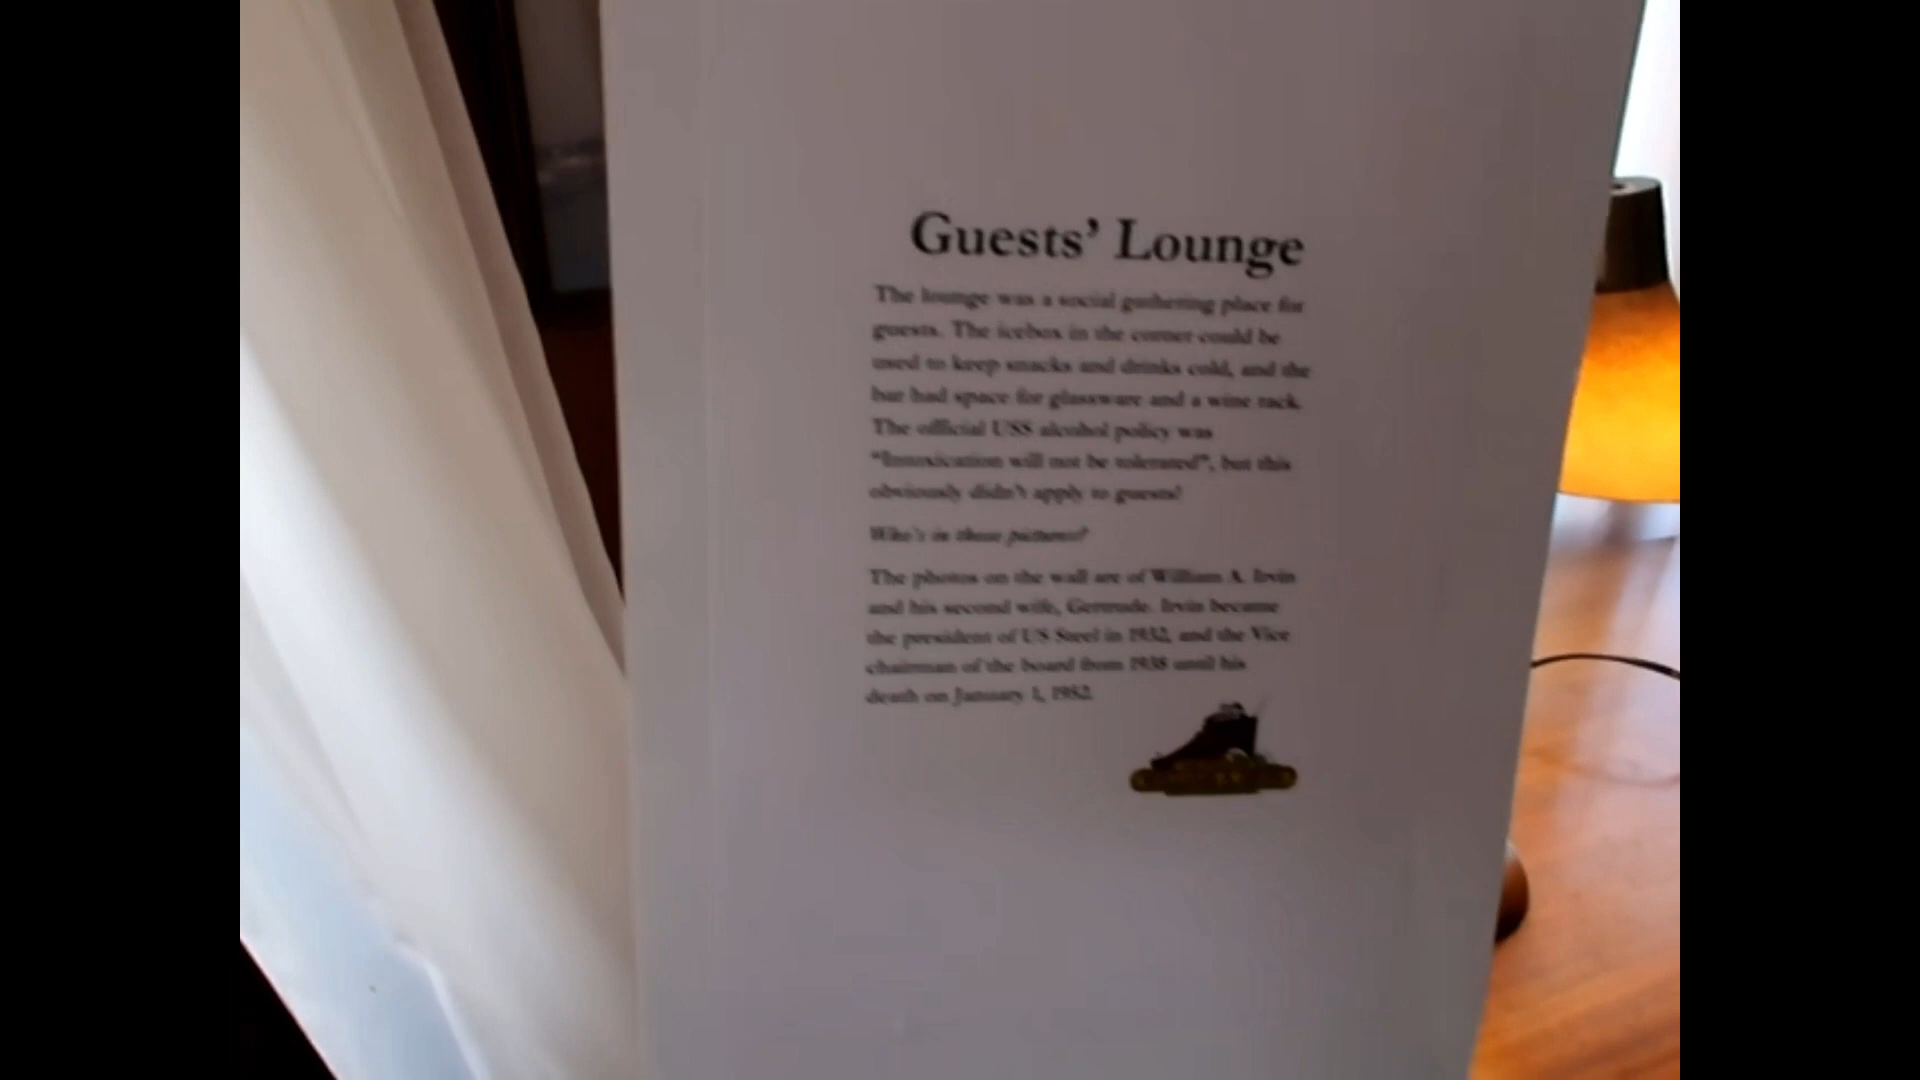 Guests’ Lounge
The lounge was a social gathering place for
guests. The icebox in the corner could be
used to keep snacks and drinks cold, and the
bar had space for glassware and a wine rack.
The official USS alcohol policy was
“Intoxication will not be tolerated”, but this
obviously didn’t apply to guests!
Who’s in those pictures?
The photos on the wall are of William A. Irvin
and his second wife, Gertrude. Irvin became
the president of US Steel in 1932, and the Vice
chairman of the board from 1938 until his
death on January 1, 1952.